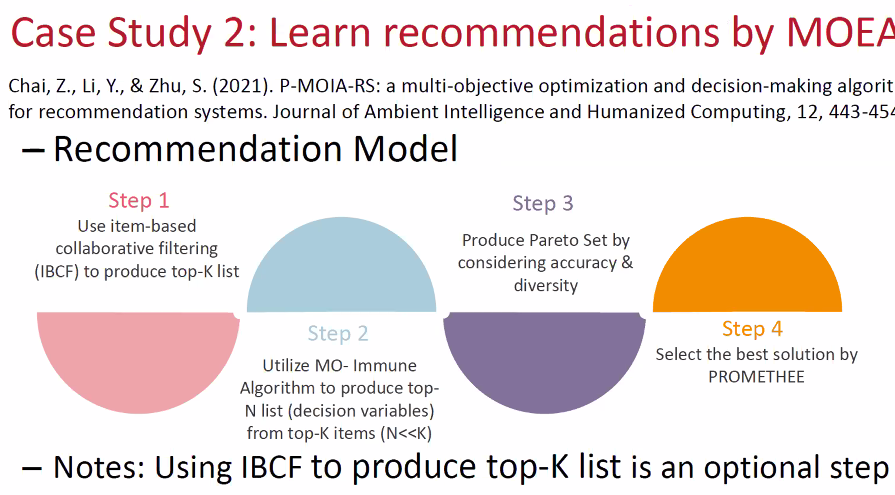 Case Study 2: Learn recommendations by MOEA
Chai, Z., Li, Y., & Zhu, S. (2021). P-MOIA-RS: a multi-objective optimization and decision-making algorit
for recommendation systems. Journal of Ambient Intelligence and Humanized Computing, 12, 443-454
– Recommendation Model
Step 1
Use item-based
collaborative filtering
(IBCF) to produce top-K list
Step 2
Utilize MO- Immune
Algorithm to produce top-
N list (decision variables)
from top-K items (N<<K)
Step 3
Produce Pareto Set by
considering accuracy &
diversity
Step 4
Select the best solution by
PROMETHEE
– Notes: Using IBCF to produce top-K list is an optional step